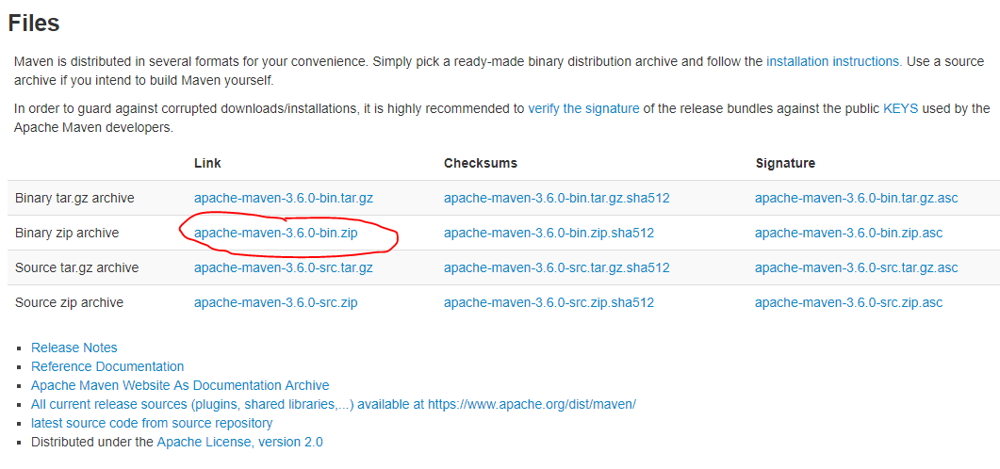 Files
Maven is distributed in several formats for your convenience. Simply pick a ready-made binary distribution archive and follow the installation instructions. Use a source
archive if you intend to build Maven yourself.
In order to guard against corrupted downloads/installations, it is highly recommended to verify the signature of the release bundles against the public KEYS used by the
Apache Maven developers.
Link Checksums Signature
Binary tar.gz archive apache-maven-3.6.0-bin.tar.gz apache-maven-3.6.0-bin.tar.gz.sha512 apache-maven-3.6.0-bin.tar.gz.asc
Binary zip archive apache-maven-3.6.0-bin.zip apache-maven-3.6.0-bin.zip.sha512 apache-maven-3.6.0-bin.zip.asc
Source tar.gz archive apache-maven-3.6.0-src.tar.gz apache-maven-3.6.0-src.tar.gz.sha512 apache-maven-3.6.0-src.tar.gz.asc
Source zip archive apache-maven-3.6.0-src.zip apache-maven-3.6.0-src.zip.sha512 apache-maven-3.6.0-src.zip.asc
Release Notes
Reference Documentation
Apache Maven Website As Documentation Archive
All current release sources (plugins, shared libraries,...) available at https://www.apache.org/dist/maven/
latest source code from source repository
Distributed under the Apache License, version 2.0